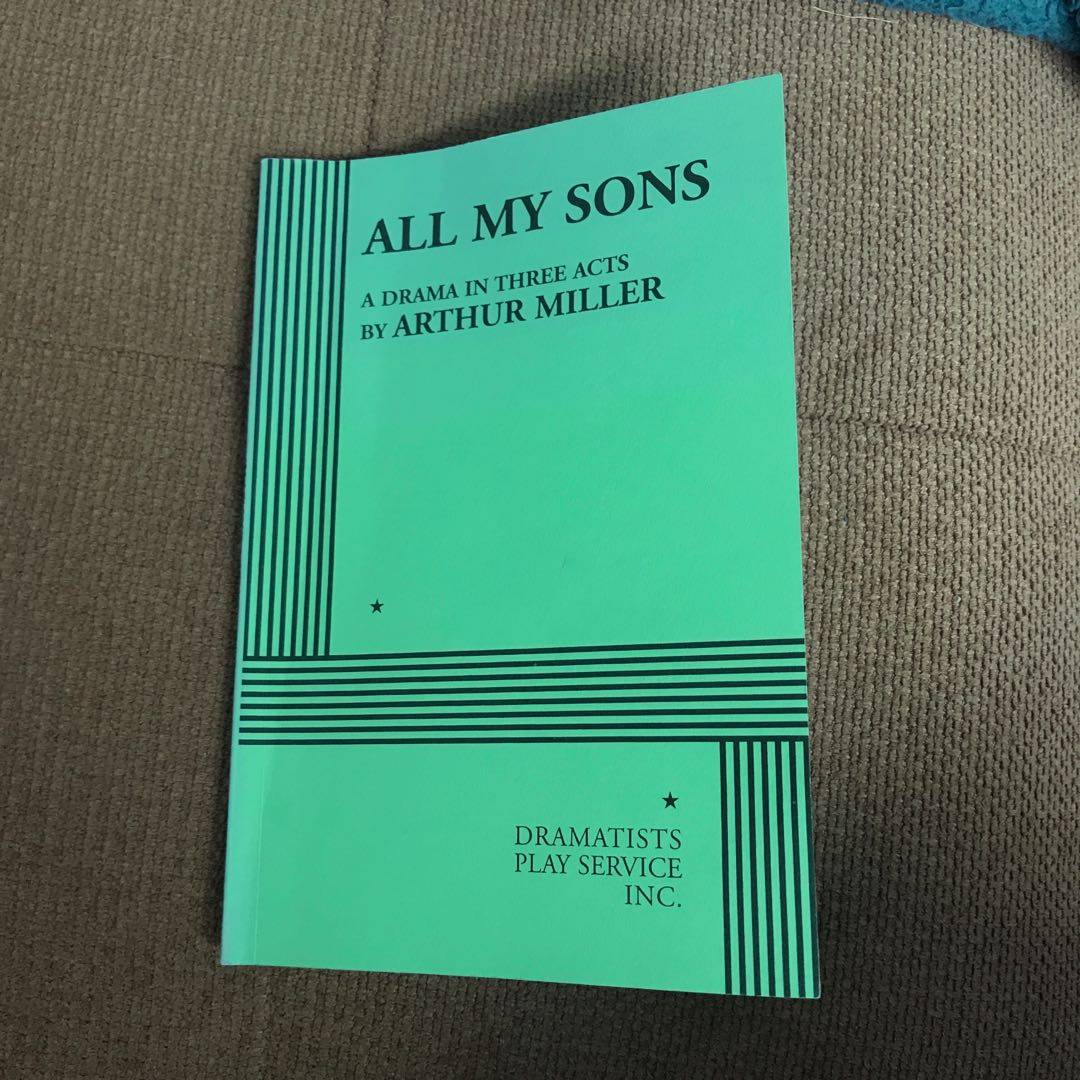 ALL MY SONS
A DRAMA IN THREE ACTS
BY ARTHUR MILLER
DRAMATISTS
PLAY SERVICE
INC.